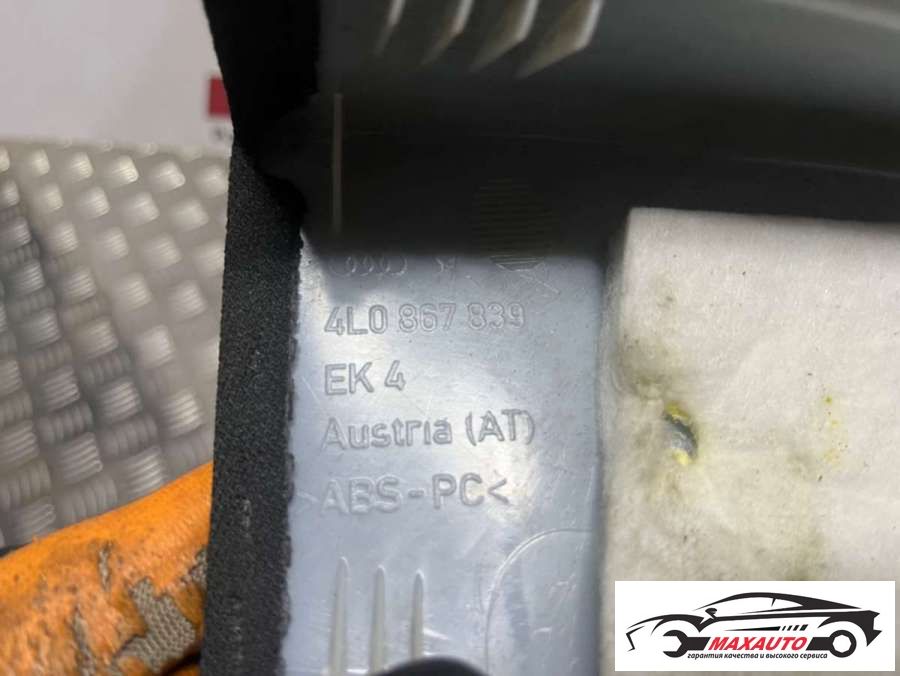 4L0 867 839
EK 4
Austria (AT)
ABS-PC<
MAXAUTO
гарантия качества и высокого сервиса